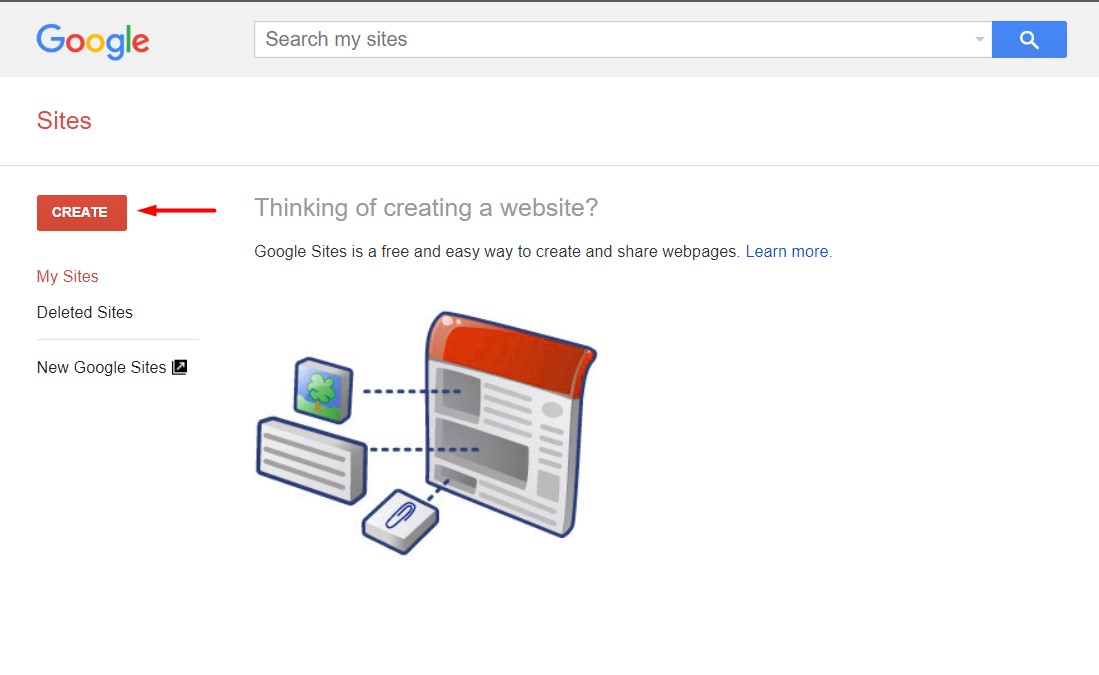 Google
Search my sites
Sites
CREATE
Thinking of creating a website?
Google Sites is a free and easy way to create and share webpages. Learn more.
My Sites
Deleted Sites
New Google Sites